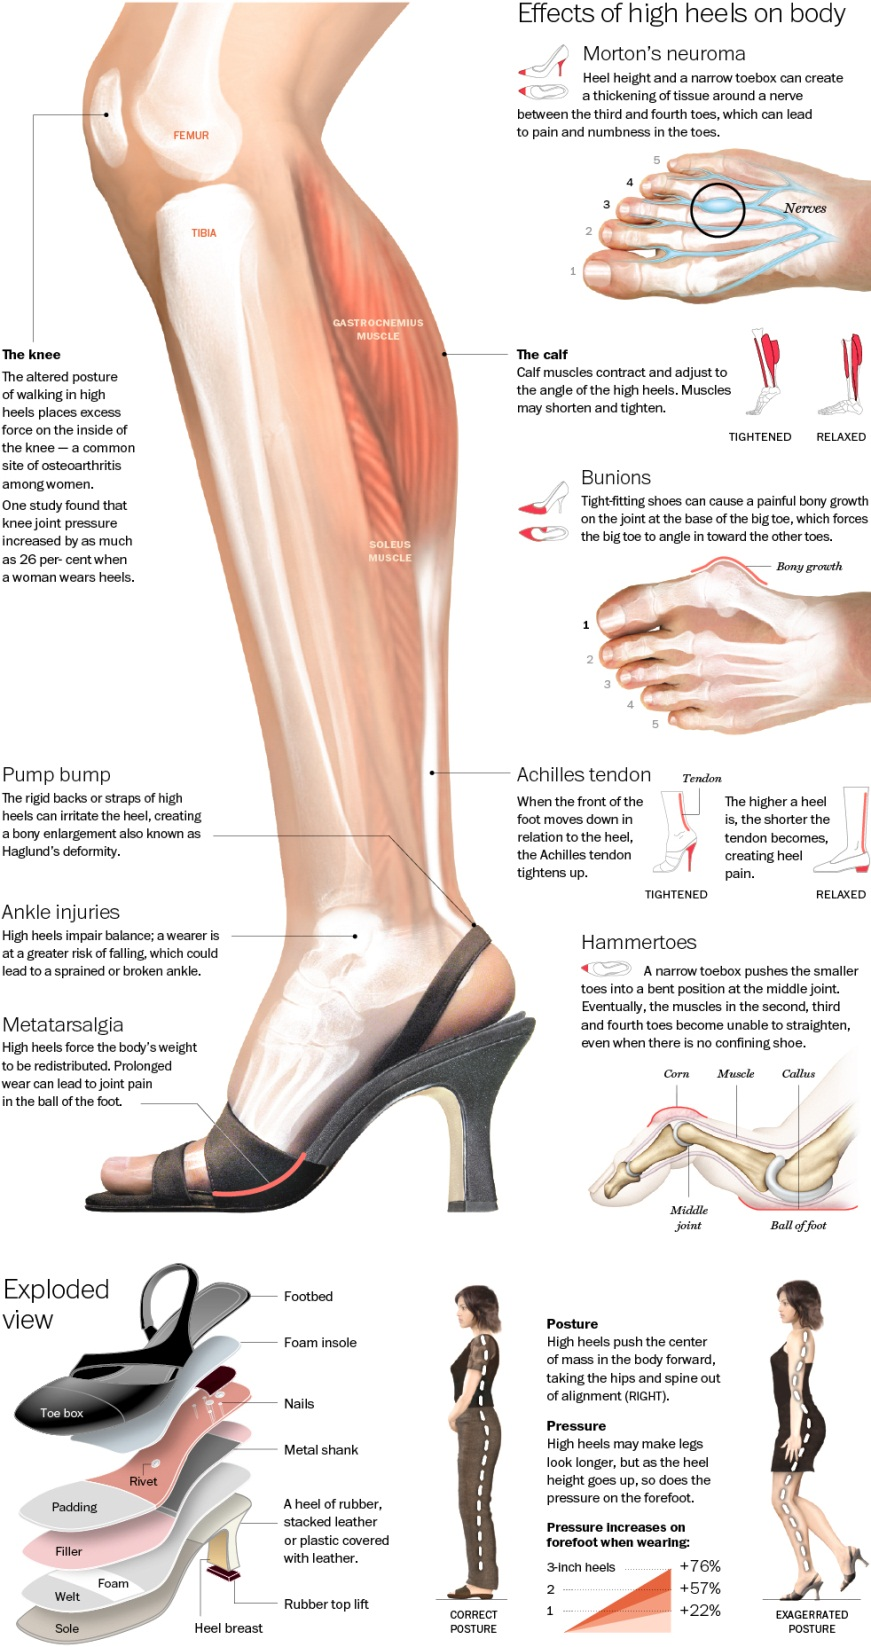 Effects of high heels on body
Morton's neuroma
Heel height and a narrow toebox can create
a thickening of tissue around a nerve
between the third and fourth toes, which can lead
to pain and numbness in the toes.
5
4
3
2
1
Nerves
FEMUR
TIBIA
GASTROCNEMIUS
MUSCLE
SOLEUS
MUSCLE
The knee
The altered posture
of walking in high
heels places excess
force on the inside of
the knee — a common
site of osteoarthritis
among women.
One study found that
knee joint pressure
increased by as much
as 26 per- cent when
a woman wears heels.
The calf
Calf muscles contract and adjust to
the angle of the high heels. Muscles
may shorten and tighten.
TIGHTENED
RELAXED
Bunions
Tight-fitting shoes can cause a painful bony growth
on the joint at the base of the big toe, which forces
the big toe to angle in toward the other toes.
Bony growth
1
2
3
4
5
Pump bump
The rigid backs or straps of high
heels can irritate the heel, creating
a bony enlargement also known as
Haglund's deformity.
Achilles tendon
Tendon
When the front of the
foot moves down in
relation to the heel,
the Achilles tendon
tightens up.
TIGHTENED
The higher a heel
is, the shorter the
tendon becomes,
creating heel
pain.
RELAXED
Ankle injuries
High heels impair balance; a wearer is
at a greater risk of falling, which could
lead to a sprained or broken ankle.
Hammertoes
A narrow toebox pushes the smaller
toes into a bent position at the middle joint.
Eventually, the muscles in the second, third
and fourth toes become unable to straighten,
even when there is no confining shoe.
Corn
Muscle
Callus
Middle
joint
Ball of foot
Metatarsalgia
High heels force the body's weight
to be redistributed. Prolonged
wear can lead to joint pain
in the ball of the foot.
Exploded
view
Footbed
Foam insole
Toe box
Nails
Metal shank
Rivet
Padding
A heel of rubber,
stacked leather
or plastic covered
with leather.
Filler
Foam
Welt
Rubber top lift
Sole
Heel breast
CORRECT
POSTURE
Posture
High heels push the center
of mass in the body forward,
taking the hips and spine out
of alignment (RIGHT).
Pressure
High heels may make legs
look longer, but as the heel
height goes up, so does the
pressure on the forefoot.
Pressure increases on
forefoot when wearing:
3-inch heels +76%
2 +57%
1 +22%
EXAGERRATED
POSTURE